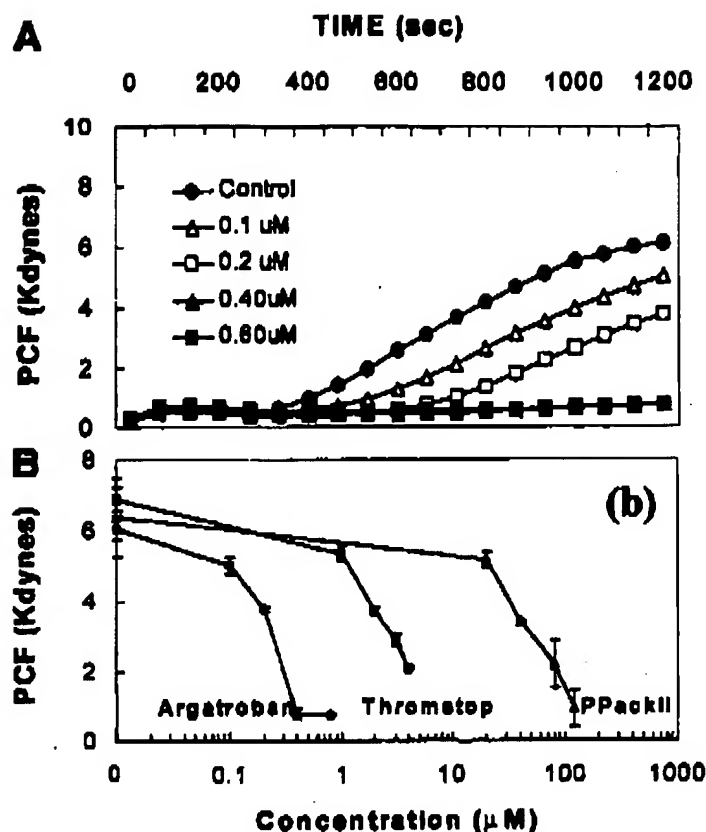 A
TIME (sec)
0 200 400 600 800 1000 1200
PCF (Kdynes)
10
8
6
4
2
0
Control
0.1 uM
0.2 uM
0.40uM
0.60uM
B
(b)
PCF (Kdynes)
8
6
4
2
0
Argatroban Thromstop PPackII
0 0.1 1 10 100 1000
Concentration (µM)